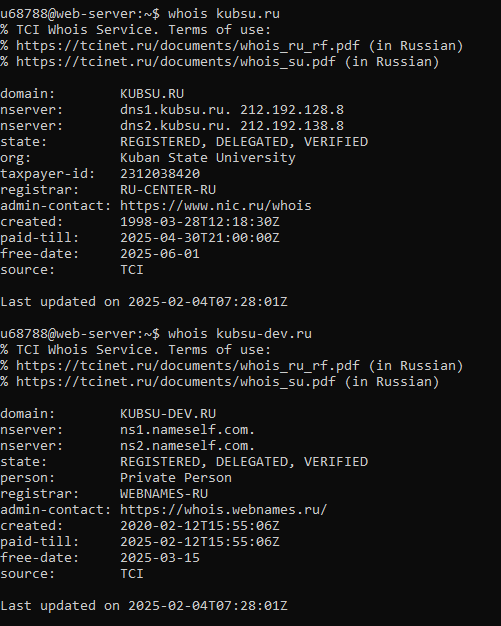 u68788@web-server:~$ whois kubsu.ru
% TCI Whois Service. Terms of use:
% https://tcinet.ru/documents/whois_ru_rf.pdf (in Russian)
% https://tcinet.ru/documents/whois_su.pdf (in Russian)

domain:        KUBSU.RU
nserver:       dns1.kubsu.ru. 212.192.128.8
nserver:       dns2.kubsu.ru. 212.192.138.8
state:         REGISTERED, DELEGATED, VERIFIED
org:           Kuban State University
taxpayer-id:   2312038420
registrar:     RU-CENTER-RU
admin-contact: https://www.nic.ru/whois
created:       1998-03-28T12:18:30Z
paid-till:     2025-04-30T21:00:00Z
free-date:     2025-06-01
source:        TCI

Last updated on 2025-02-04T07:28:01Z

u68788@web-server:~$ whois kubsu-dev.ru
% TCI Whois Service. Terms of use:
% https://tcinet.ru/documents/whois_ru_rf.pdf (in Russian)
% https://tcinet.ru/documents/whois_su.pdf (in Russian)

domain:        KUBSU-DEV.RU
nserver:       ns1.nameself.com.
nserver:       ns2.nameself.com.
state:         REGISTERED, DELEGATED, VERIFIED
person:        Private Person
registrar:     WEBNAMES-RU
admin-contact: https://whois.webnames.ru/
created:       2020-02-12T15:55:06Z
paid-till:     2025-02-12T15:55:06Z
free-date:     2025-03-15
source:        TCI

Last updated on 2025-02-04T07:28:01Z